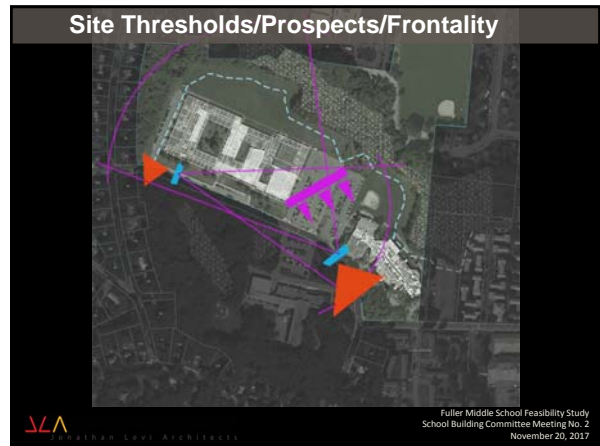 Site Thresholds/Prospects/Frontality
Jonathan Levi Architects
Fuller Middle School Feasibility Study
School Building Committee Meeting No. 2
November 20, 2017